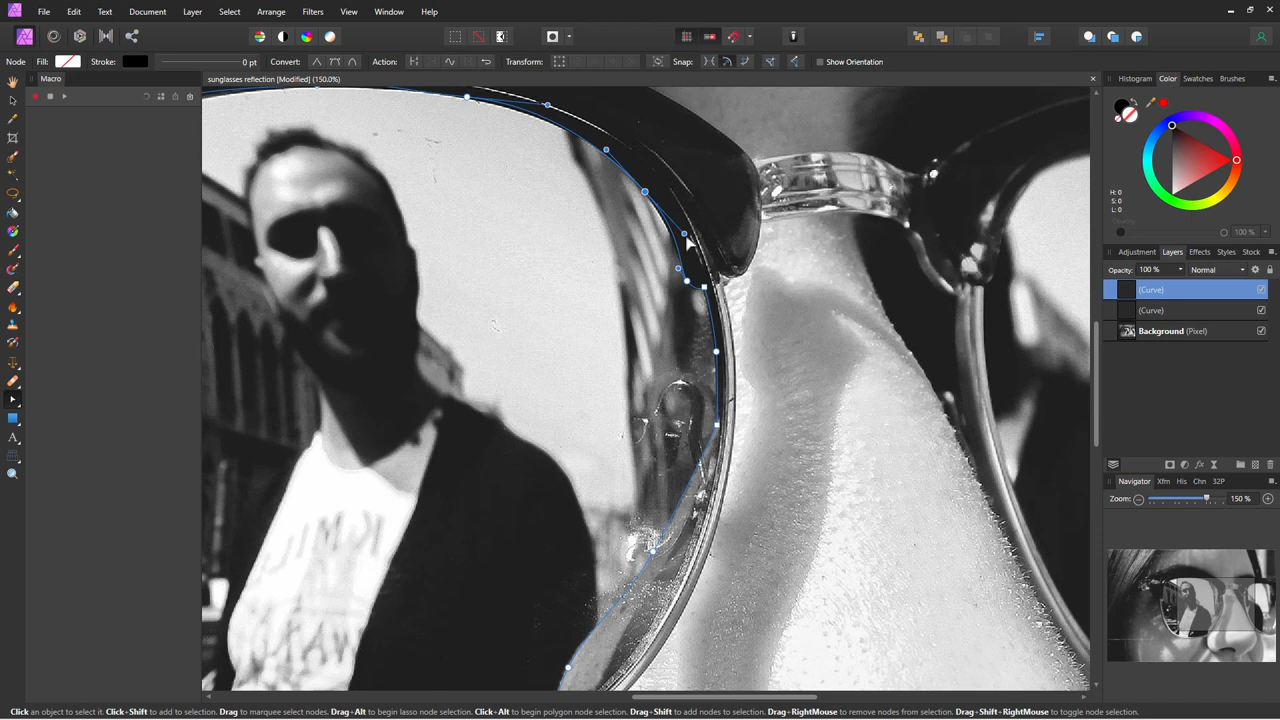 File Edit Text Document Layer Select Arrange Filters View Window Help
Node Fill: Stroke: 0 pt Convert: Action: Transform: Snap: Show Orientation
Macro
sunglasses reflection [Modified] (150.0%)
Histogram Color Swatches Brushes
H: 0
S: 0
L: 0
Opacity
100 %
Adjustment Layers Effects Styles Stock
Opacity: 100 % Normal
(Curve)
(Curve)
Background (Pixel)
Navigator Xfm His Chn 32P
Zoom: 150 %
Click an object to select it. Click+Shift to add to selection. Drag to marquee select nodes. Drag+Alt to begin lasso node selection. Click+Alt to begin polygon node selection. Drag+Shift to add nodes to selection. Drag+RightMouse to remove nodes from selection. Drag+Shift+RightMouse to toggle node selection.